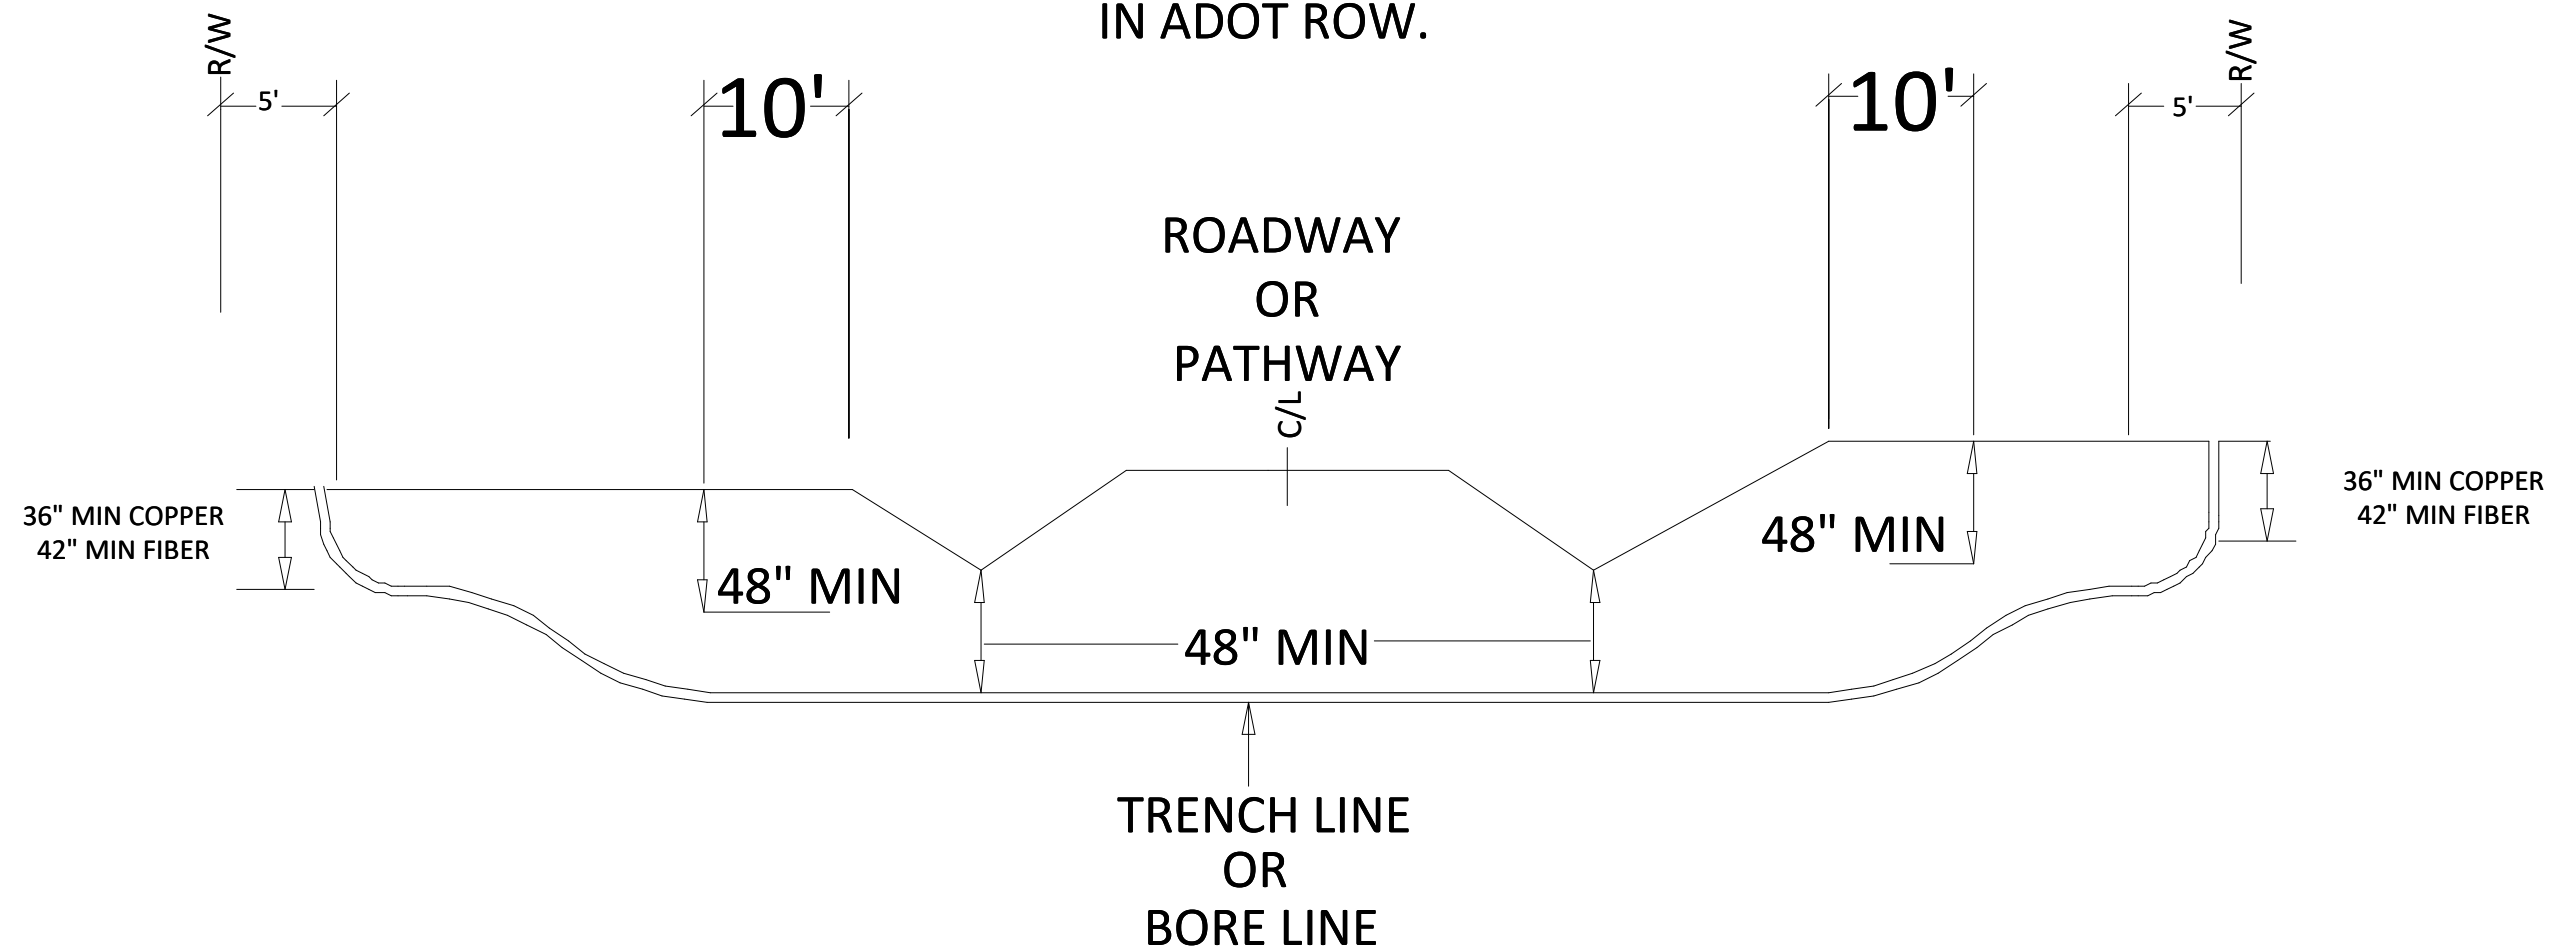 IN ADOT ROW.
R/W
R/W
5'
10'
10'
5'
ROADWAY
OR
PATHWAY
C/L
36" MIN COPPER
42" MIN FIBER
36" MIN COPPER
42" MIN FIBER
48" MIN
48" MIN
48" MIN
TRENCH LINE
OR
BORE LINE